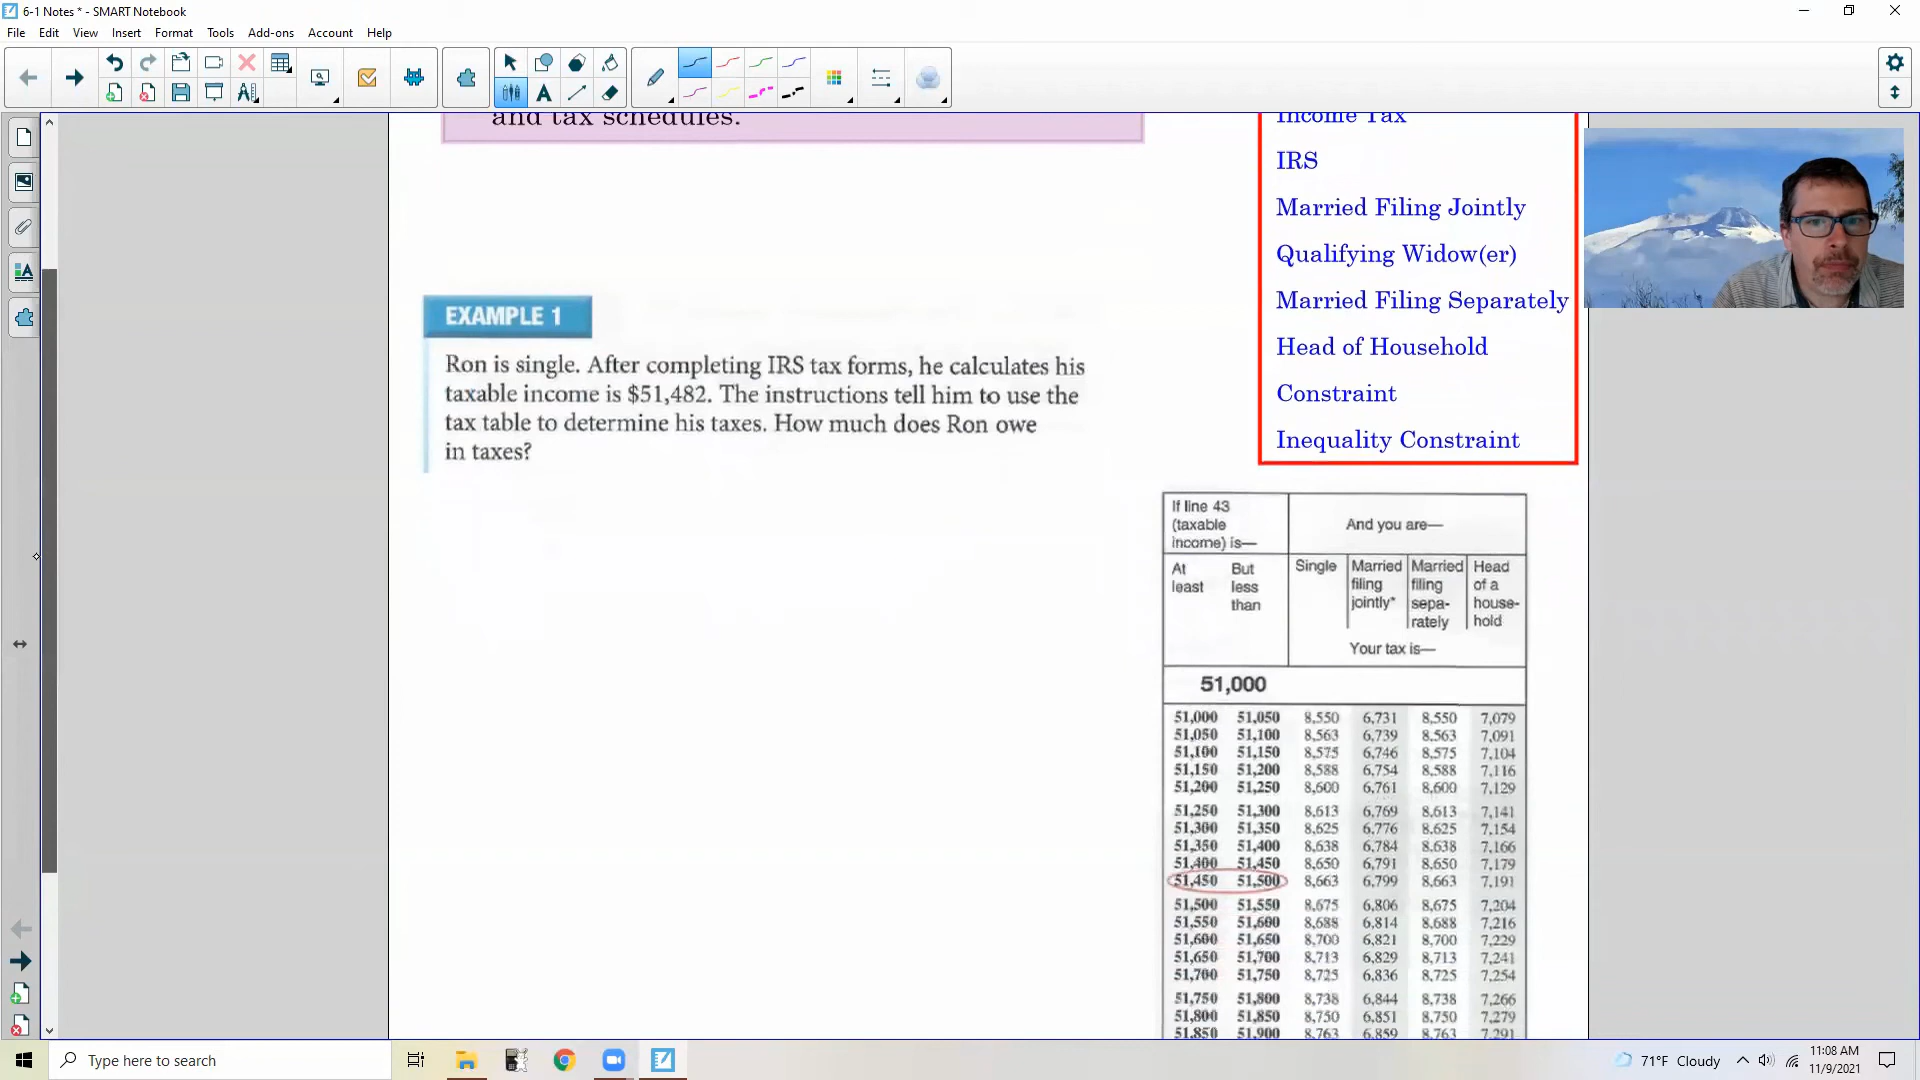 6-1 Notes * - SMART Notebook
File Edit View Insert Format Tools Add-ons Account Help
and tax schedules.
Income Tax
IRS
Married Filing Jointly
Qualifying Widow(er)
Married Filing Separately
Head of Household
Constraint
Inequality Constraint
EXAMPLE 1
Ron is single. After completing IRS tax forms, he calculates his
taxable income is $51,482. The instructions tell him to use the
tax table to determine his taxes. How much does Ron owe
in taxes?
If line 43
(taxable
income) is—
And you are—
At least
But less than
Single
Married filing jointly*
Married filing sepa-rately
Head of a house-hold
Your tax is—
51,000
51,000 51,050 8,550 6,731 8,550 7,079
51,050 51,100 8,563 6,739 8,563 7,091
51,100 51,150 8,575 6,746 8,575 7,104
51,150 51,200 8,588 6,754 8,588 7,116
51,200 51,250 8,600 6,761 8,600 7,129
51,250 51,300 8,613 6,769 8,613 7,141
51,300 51,350 8,625 6,776 8,625 7,154
51,350 51,400 8,638 6,784 8,638 7,166
51,400 51,450 8,650 6,791 8,650 7,179
51,450 51,500 8,663 6,799 8,663 7,191
51,500 51,550 8,675 6,806 8,675 7,204
51,550 51,600 8,688 6,814 8,688 7,216
51,600 51,650 8,700 6,821 8,700 7,229
51,650 51,700 8,713 6,829 8,713 7,241
51,700 51,750 8,725 6,836 8,725 7,254
51,750 51,800 8,738 6,844 8,738 7,266
51,800 51,850 8,750 6,851 8,750 7,279
51,850 51,900 8,763 6,859 8,763 7,291
Type here to search
71°F Cloudy
11:08 AM
11/9/2021